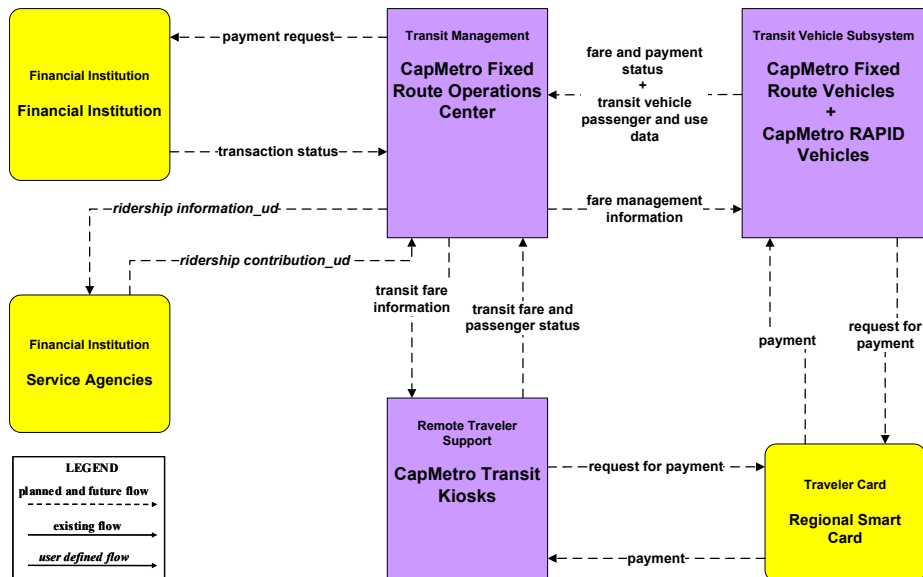 payment request
Financial Institution
Financial Institution
transaction status
Transit Management
CapMetro Fixed
Route Operations
Center
fare and payment
status
+
transit vehicle
passenger and use
data
Transit Vehicle Subsystem
CapMetro Fixed
Route Vehicles
+
CapMetro RAPID
Vehicles
ridership information_ud
ridership contribution_ud
fare management
information
transit fare
information
transit fare and
passenger status
payment
request for
payment
Financial Institution
Service Agencies
Remote Traveler
Support
CapMetro Transit
Kiosks
request for payment
payment
Traveler Card
Regional Smart
Card
LEGEND
planned and future flow
existing flow
user defined flow